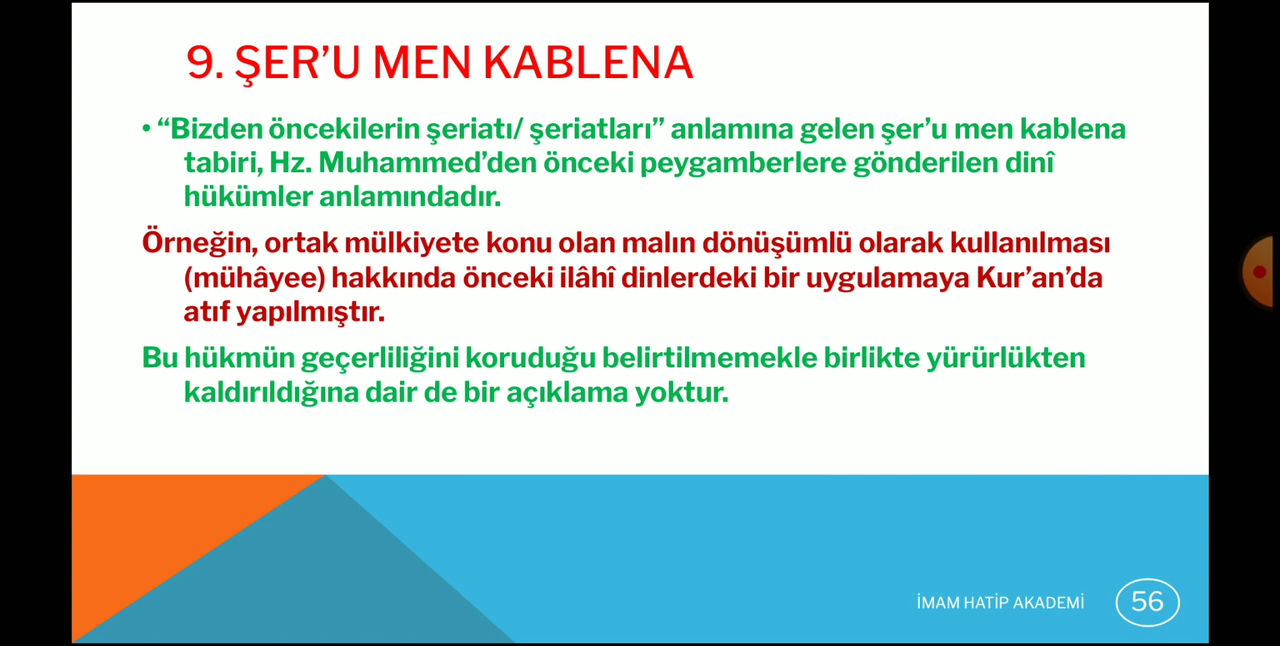 9. ŞER’U MEN KABLENA
• “Bizden öncekilerin şeriatı/ şeriatları” anlamına gelen şer’u men kablena
tabiri, Hz. Muhammed’den önceki peygamberlere gönderilen dinî
hükümler anlamındadır.
Örneğin, ortak mülkiyete konu olan malın dönüşümlü olarak kullanılması
(mühâyee) hakkında önceki ilâhî dinlerdeki bir uygulamaya Kur’an’da
atıf yapılmıştır.
Bu hükmün geçerliliğini koruduğu belirtilmemekle birlikte yürürlükten
kaldırıldığına dair de bir açıklama yoktur.
İMAM HATİP AKADEMİ
56